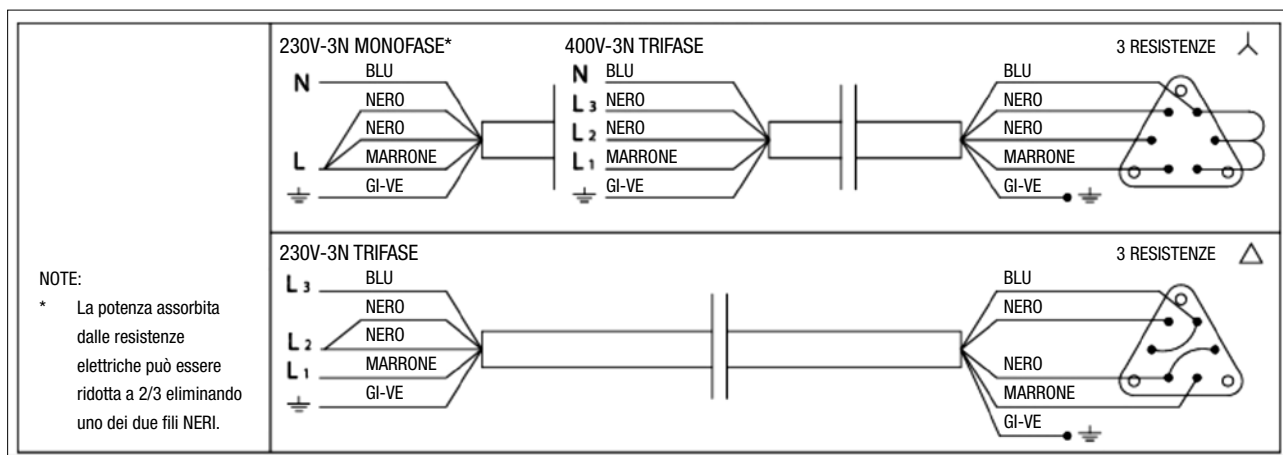 230V-3N MONOFASE*
N
BLU
NERO
NERO
L
MARRONE
GI-VE
400V-3N TRIFASE
N BLU
L3 NERO
L2 NERO
L1 MARRONE
GI-VE
3 RESISTENZE
BLU
NERO
NERO
MARRONE
GI-VE
230V-3N TRIFASE
L3 BLU
NERO
L2 NERO
L1 MARRONE
GI-VE
3 RESISTENZE
BLU
NERO
NERO
MARRONE
GI-VE
NOTE:
* La potenza assorbita
dalle resistenze
elettriche può essere
ridotta a 2/3 eliminando
uno dei due fili NERI.